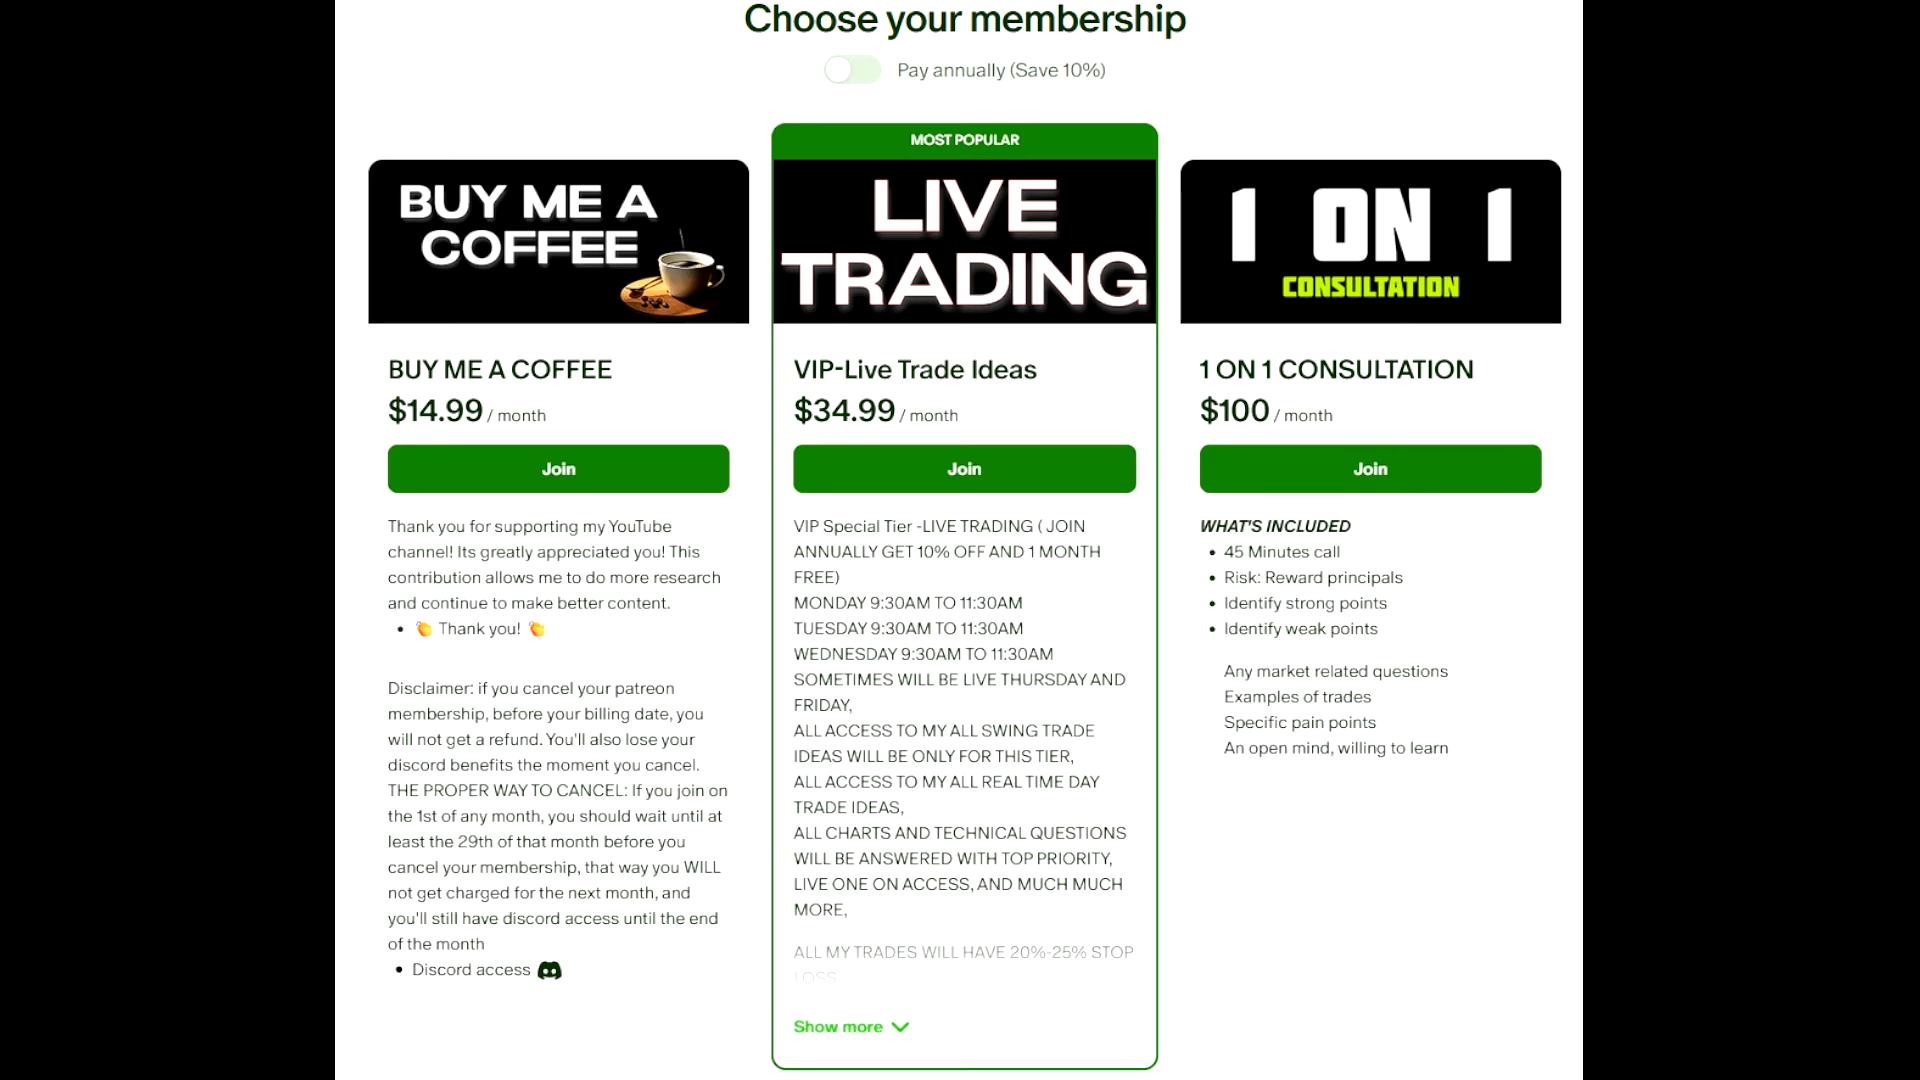 Choose your membership
Pay annually (Save 10%)
BUY ME A
COFFEE
BUY ME A COFFEE
$14.99 / month
Join
Thank you for supporting my YouTube
channel! Its greatly appreciated you! This
contribution allows me to do more research
and continue to make better content.
• 👏 Thank you! 👏
Disclaimer: if you cancel your patreon
membership, before your billing date, you
will not get a refund. You'll also lose your
discord benefits the moment you cancel.
THE PROPER WAY TO CANCEL: If you join on
the 1st of any month, you should wait until at
least the 29th of that month before you
cancel your membership, that way you WILL
not get charged for the next month, and
you'll still have discord access until the end
of the month
• Discord access
MOST POPULAR
LIVE
TRADING
VIP-Live Trade Ideas
$34.99 / month
Join
VIP Special Tier -LIVE TRADING ( JOIN
ANNUALLY GET 10% OFF AND 1 MONTH
FREE)
MONDAY 9:30AM TO 11:30AM
TUESDAY 9:30AM TO 11:30AM
WEDNESDAY 9:30AM TO 11:30AM
SOMETIMES WILL BE LIVE THURSDAY AND
FRIDAY,
ALL ACCESS TO MY ALL SWING TRADE
IDEAS WILL BE ONLY FOR THIS TIER,
ALL ACCESS TO MY ALL REAL TIME DAY
TRADE IDEAS,
ALL CHARTS AND TECHNICAL QUESTIONS
WILL BE ANSWERED WITH TOP PRIORITY,
LIVE ONE ON ACCESS, AND MUCH MUCH
MORE,
ALL MY TRADES WILL HAVE 20%-25% STOP
LOSS
Show more
1 ON 1
CONSULTATION
1 ON 1 CONSULTATION
$100 / month
Join
WHAT'S INCLUDED
• 45 Minutes call
• Risk: Reward principals
• Identify strong points
• Identify weak points
Any market related questions
Examples of trades
Specific pain points
An open mind, willing to learn